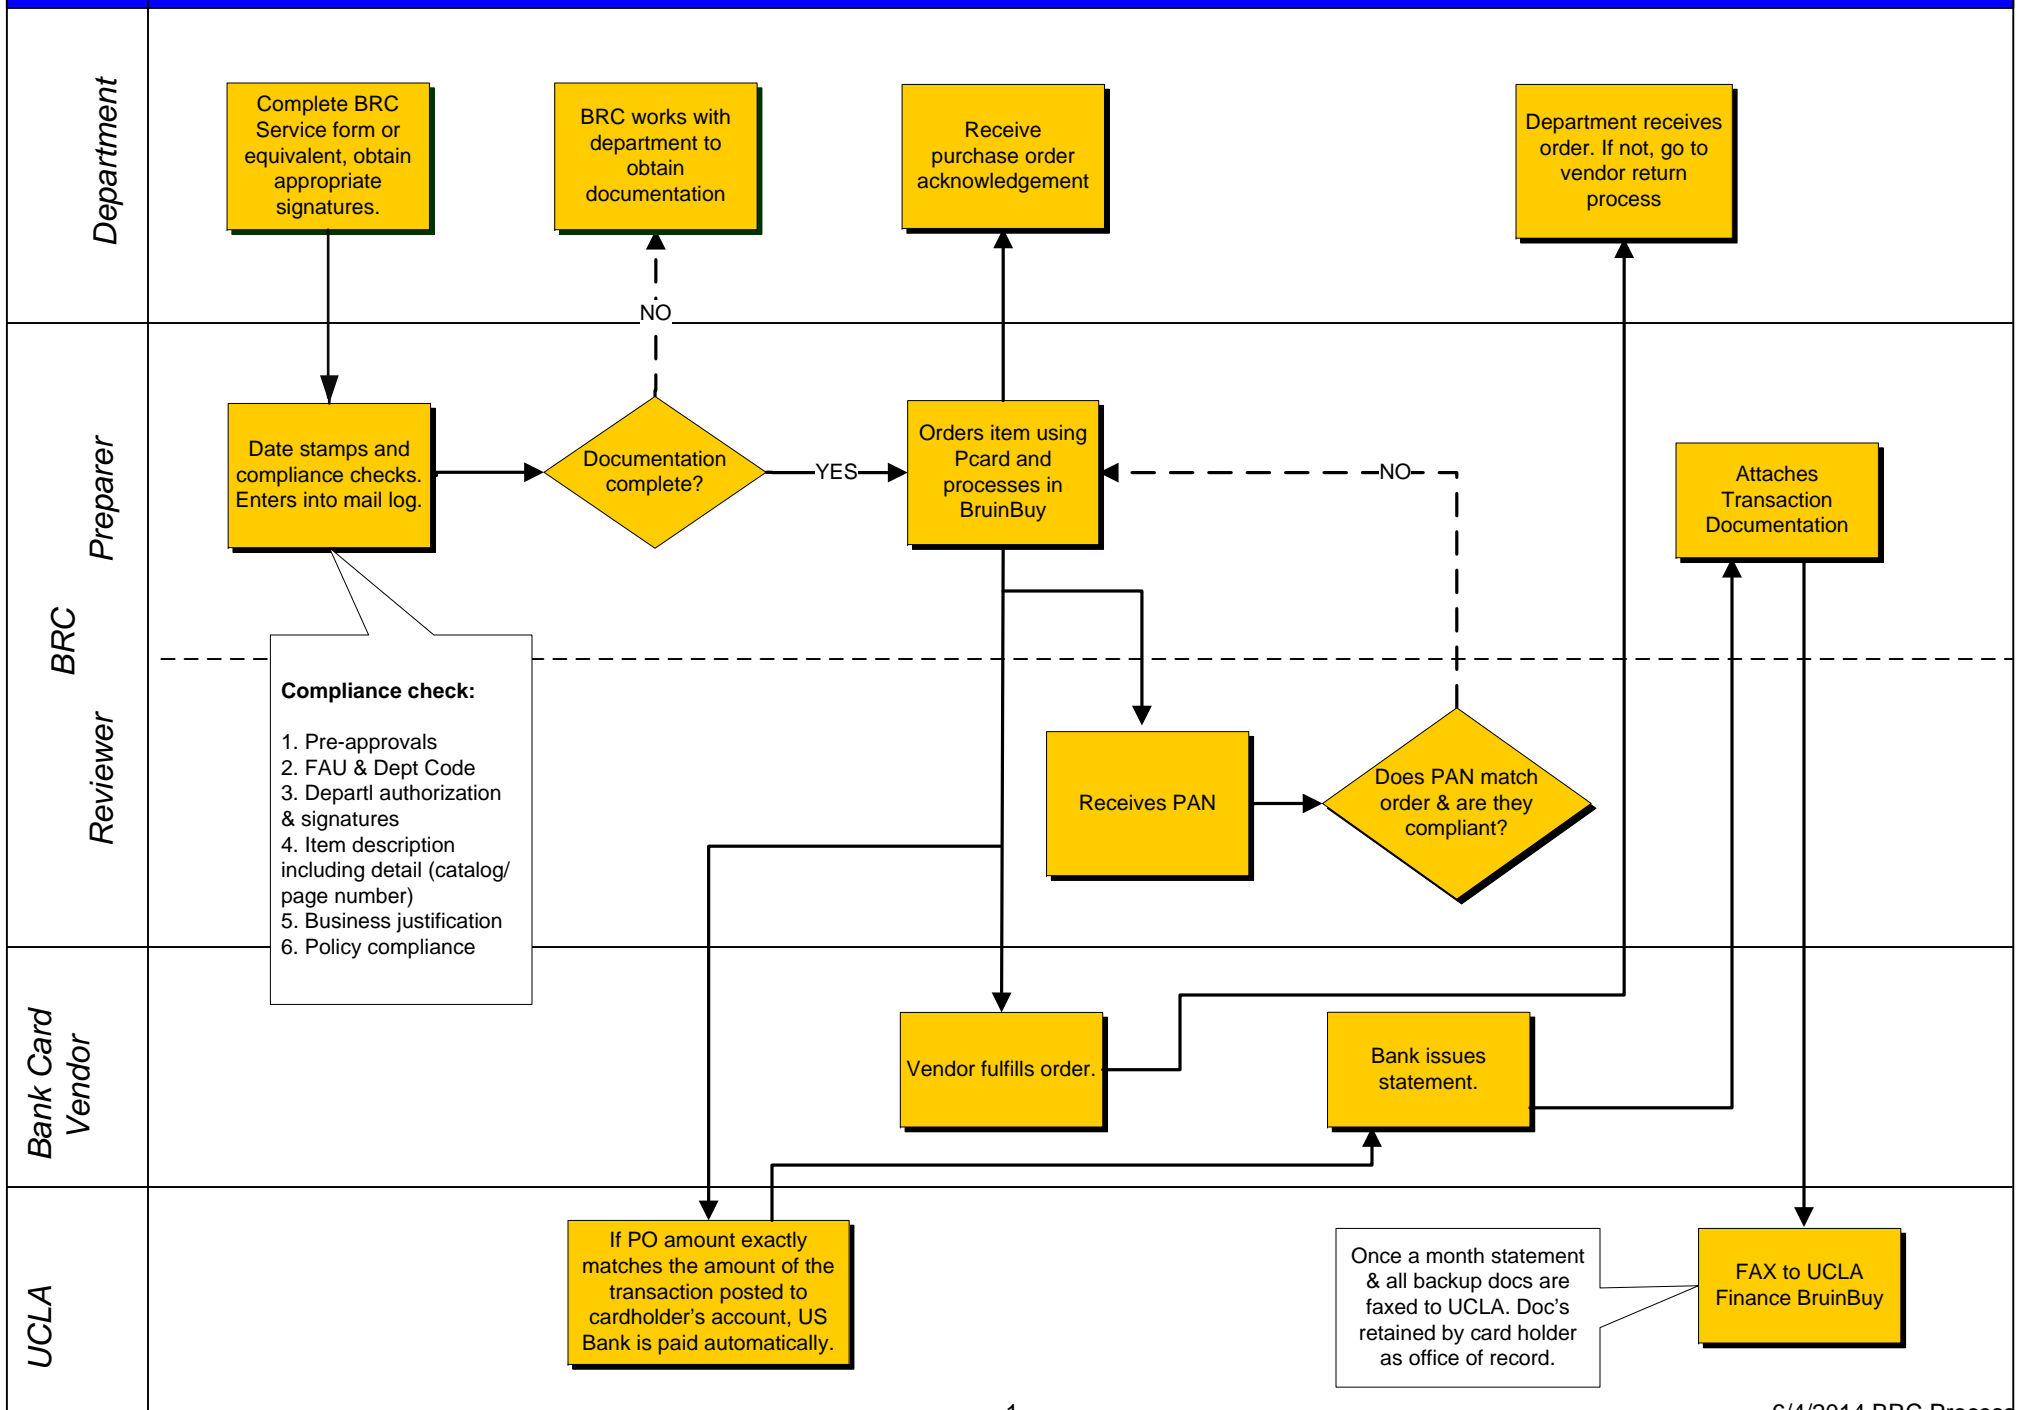 Department
Complete BRC
Service form or
equivalent, obtain
appropriate
signatures.
BRC works with
department to
obtain
documentation
Receive
purchase order
acknowledgement
Department receives
order. If not, go to
vendor return
process
NO
BRC
Preparer
Date stamps and
compliance checks.
Enters into mail log.
Documentation
complete?
YES
Orders item using
Pcard and
processes in
BruinBuy
NO
Attaches
Transaction
Documentation
Reviewer
Compliance check:
1. Pre-approvals
2. FAU & Dept Code
3. Departl authorization
& signatures
4. Item description
including detail (catalog/
page number)
5. Business justification
6. Policy compliance
Receives PAN
Does PAN match
order & are they
compliant?
Bank Card
Vendor
Vendor fulfills order.
Bank issues
statement.
UCLA
If PO amount exactly
matches the amount of the
transaction posted to
cardholder's account, US
Bank is paid automatically.
Once a month statement
& all backup docs are
faxed to UCLA. Doc's
retained by card holder
as office of record.
FAX to UCLA
Finance BruinBuy
1
6/4/2014 BRC Process